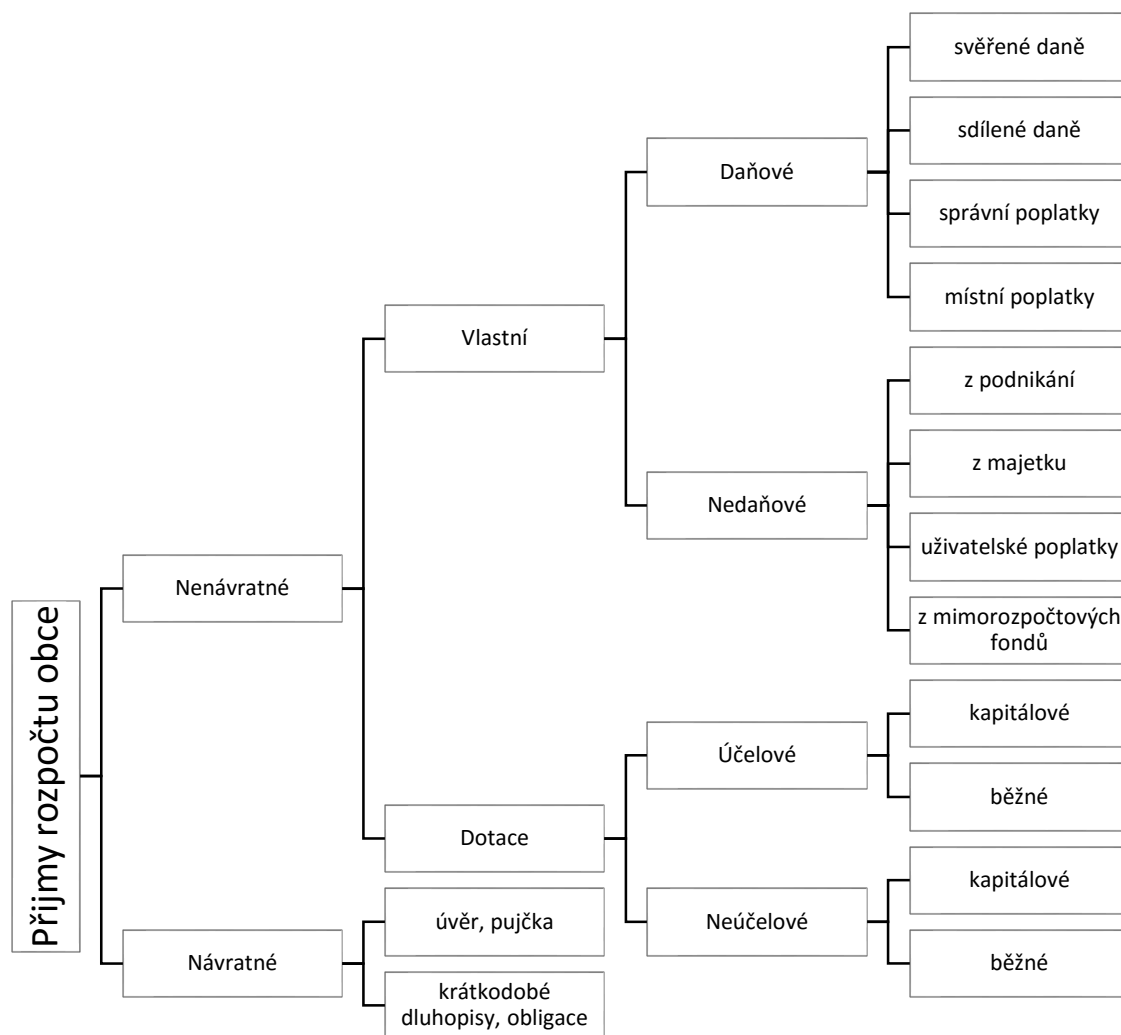 svěřené daně
sdílené daně
Daňové
správní poplatky
místní poplatky
Vlastní
z podnikání
z majetku
Nedaňové
uživatelské poplatky
Nenávratné
z mimorozpočtových
fondů
Přijmy rozpočtu obce
kapitálové
Účelové
běžné
Dotace
kapitálové
úvěr, pujčka
Neúčelové
Návratné
běžné
krátkodobé
dluhopisy, obligace